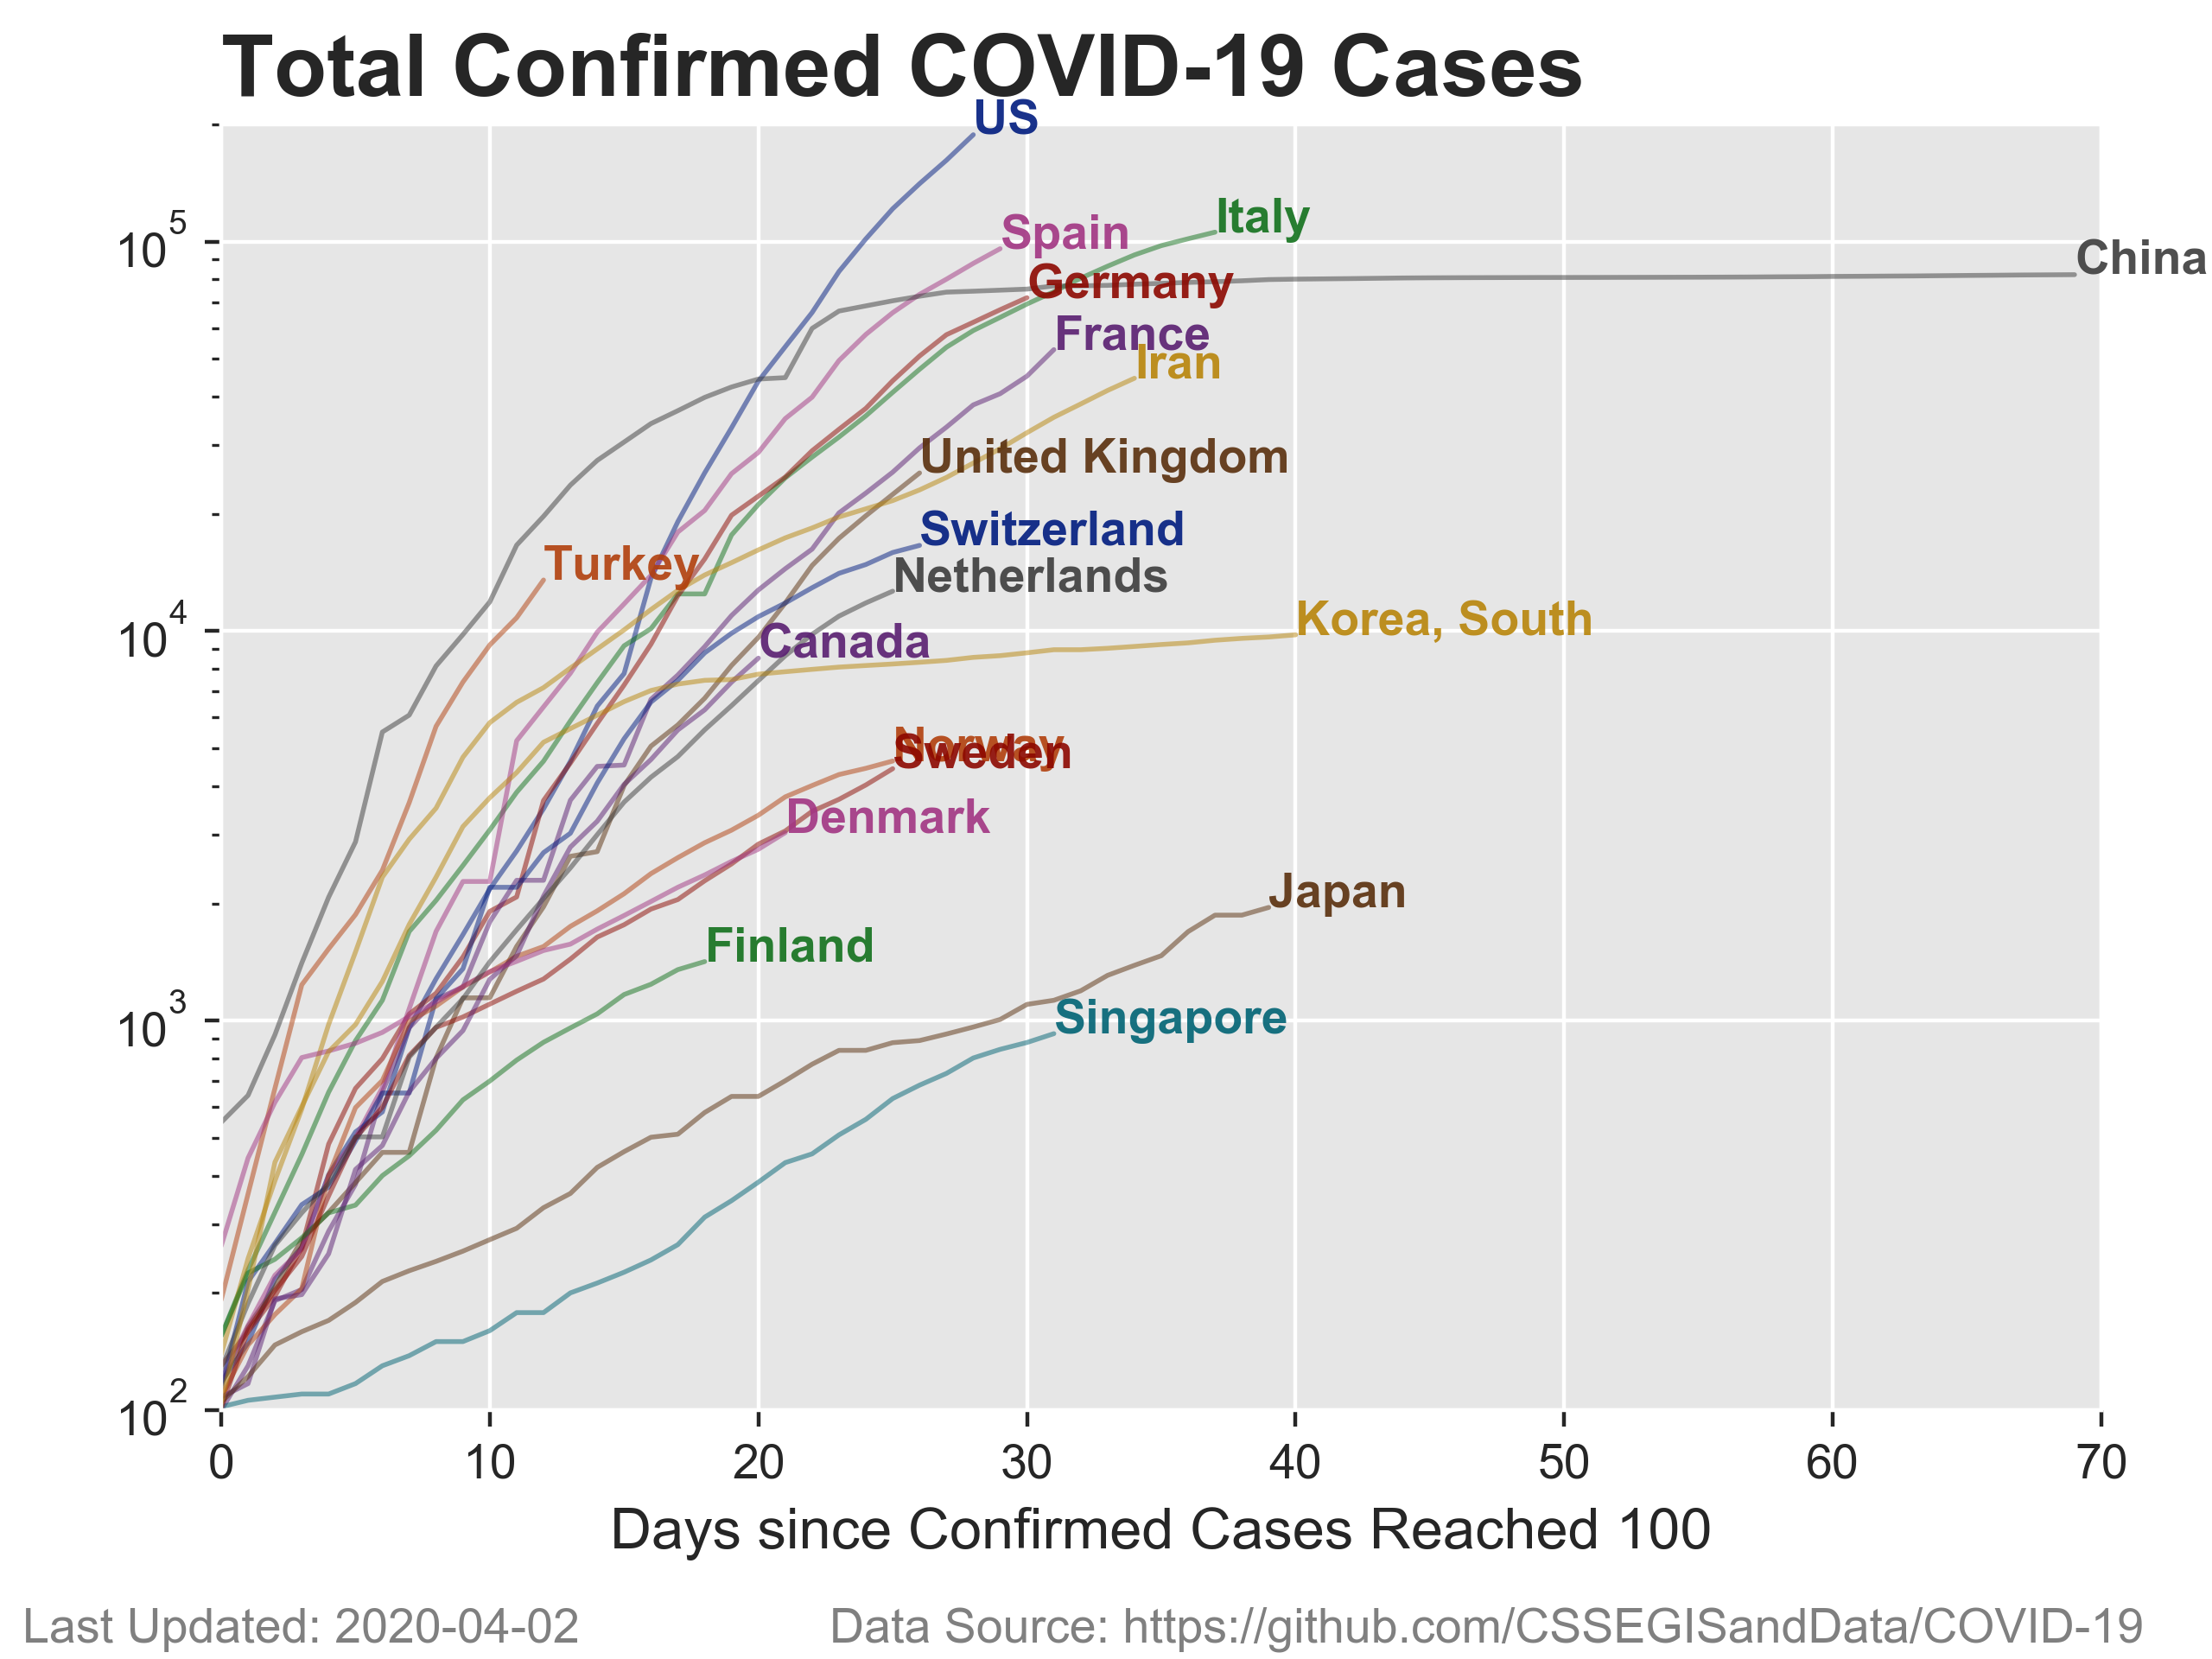 Total Confirmed COVID-19 Cases
US
Italy
Spain
China
Germany
France
Iran
United Kingdom
Switzerland
Turkey
Netherlands
Korea, South
Canada
Norway
Sweden
Denmark
Japan
Finland
Singapore
10^5
10^4
10^3
10^2
0 10 20 30 40 50 60 70
Days since Confirmed Cases Reached 100
Last Updated: 2020-04-02 Data Source: https://github.com/CSSEGISandData/COVID-19